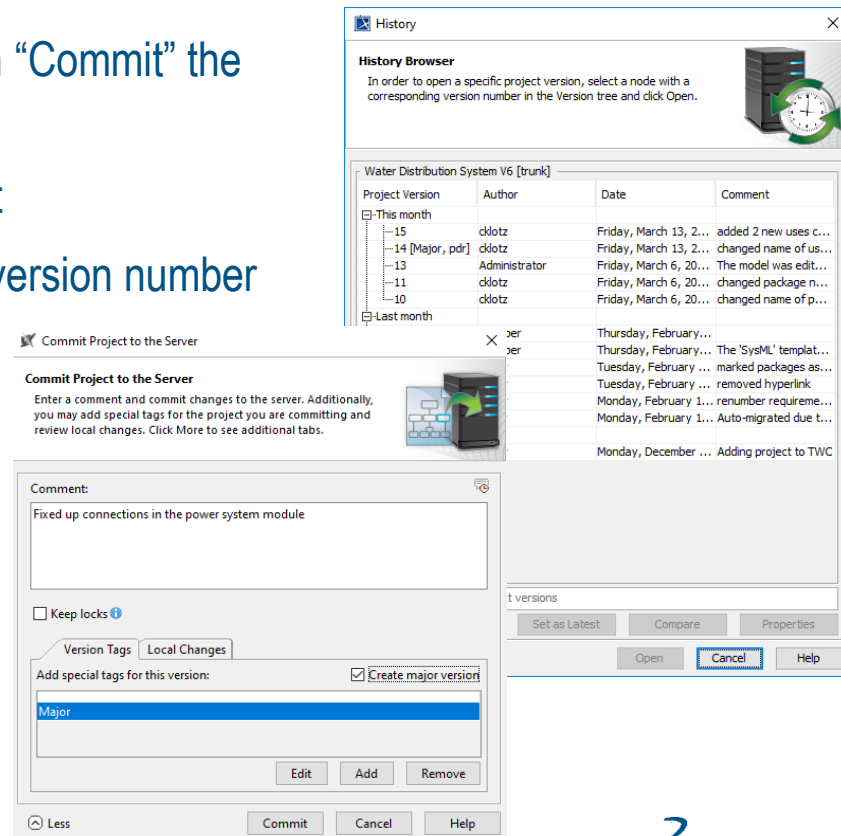 “Commit” the
version number
History
History Browser
In order to open a specific project version, select a node with a
corresponding version number in the Version tree and click Open.
Water Distribution System V6 [trunk]
Project Version Author Date Comment
This month
15 cklotz Friday, March 13, 2... added 2 new uses c...
14 [Major, pdr] cklotz Friday, March 13, 2... changed name of us...
13 Administrator Friday, March 6, 20... The model was edit...
11 cklotz Friday, March 6, 20... changed package n...
10 cklotz Friday, March 6, 20... changed name of p...
Last month
Thursday, February...
Thursday, February... The 'SysML' templat...
Tuesday, February ... marked packages as...
Tuesday, February ... removed hyperlink
Monday, February 1... renumber requireme...
Monday, February 1... Auto-migrated due t...
Monday, December ... Adding project to TWC
versions
Set as Latest Compare Properties
Open Cancel Help
Commit Project to the Server
Commit Project to the Server
Enter a comment and commit changes to the server. Additionally,
you may add special tags for the project you are committing and
review local changes. Click More to see additional tabs.
Comment:
Fixed up connections in the power system module
Keep locks
Version Tags Local Changes
Add special tags for this version: Create major version
Major
Edit Add Remove
Less Commit Cancel Help